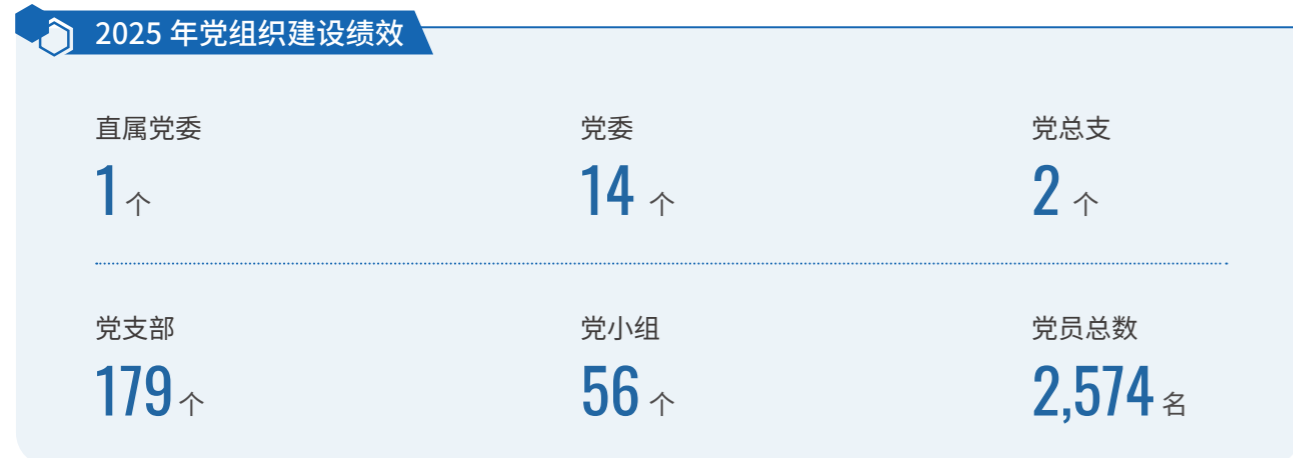 2025 年党组织建设绩效
直属党委 党委 党总支
1 个 14 个 2 个
党支部 党小组 党员总数
179 个 56 个 2,574 名